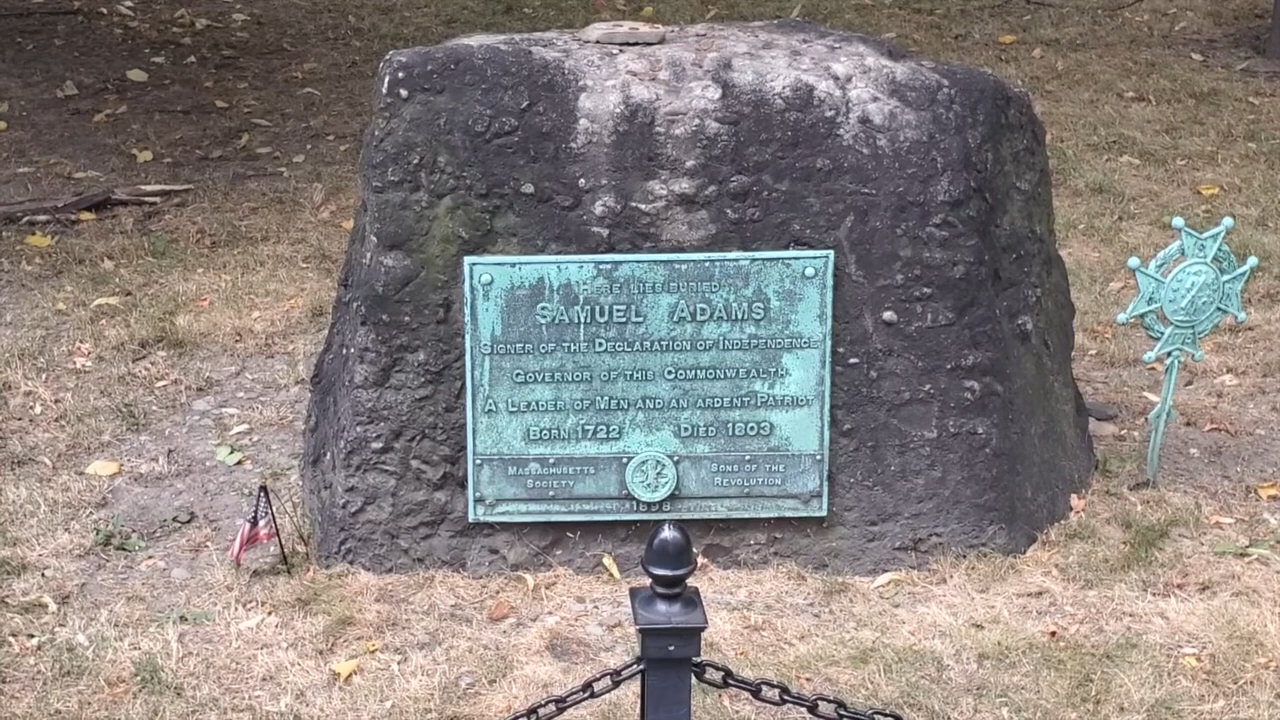 HERE LIES BURIED
SAMUEL ADAMS
SIGNER OF THE DECLARATION OF INDEPENDENCE
GOVERNOR OF THIS COMMONWEALTH
A LEADER OF MEN AND AN ARDENT PATRIOT
BORN 1722 DIED 1803
MASSACHUSETTS SOCIETY
SONS OF THE REVOLUTION
1898